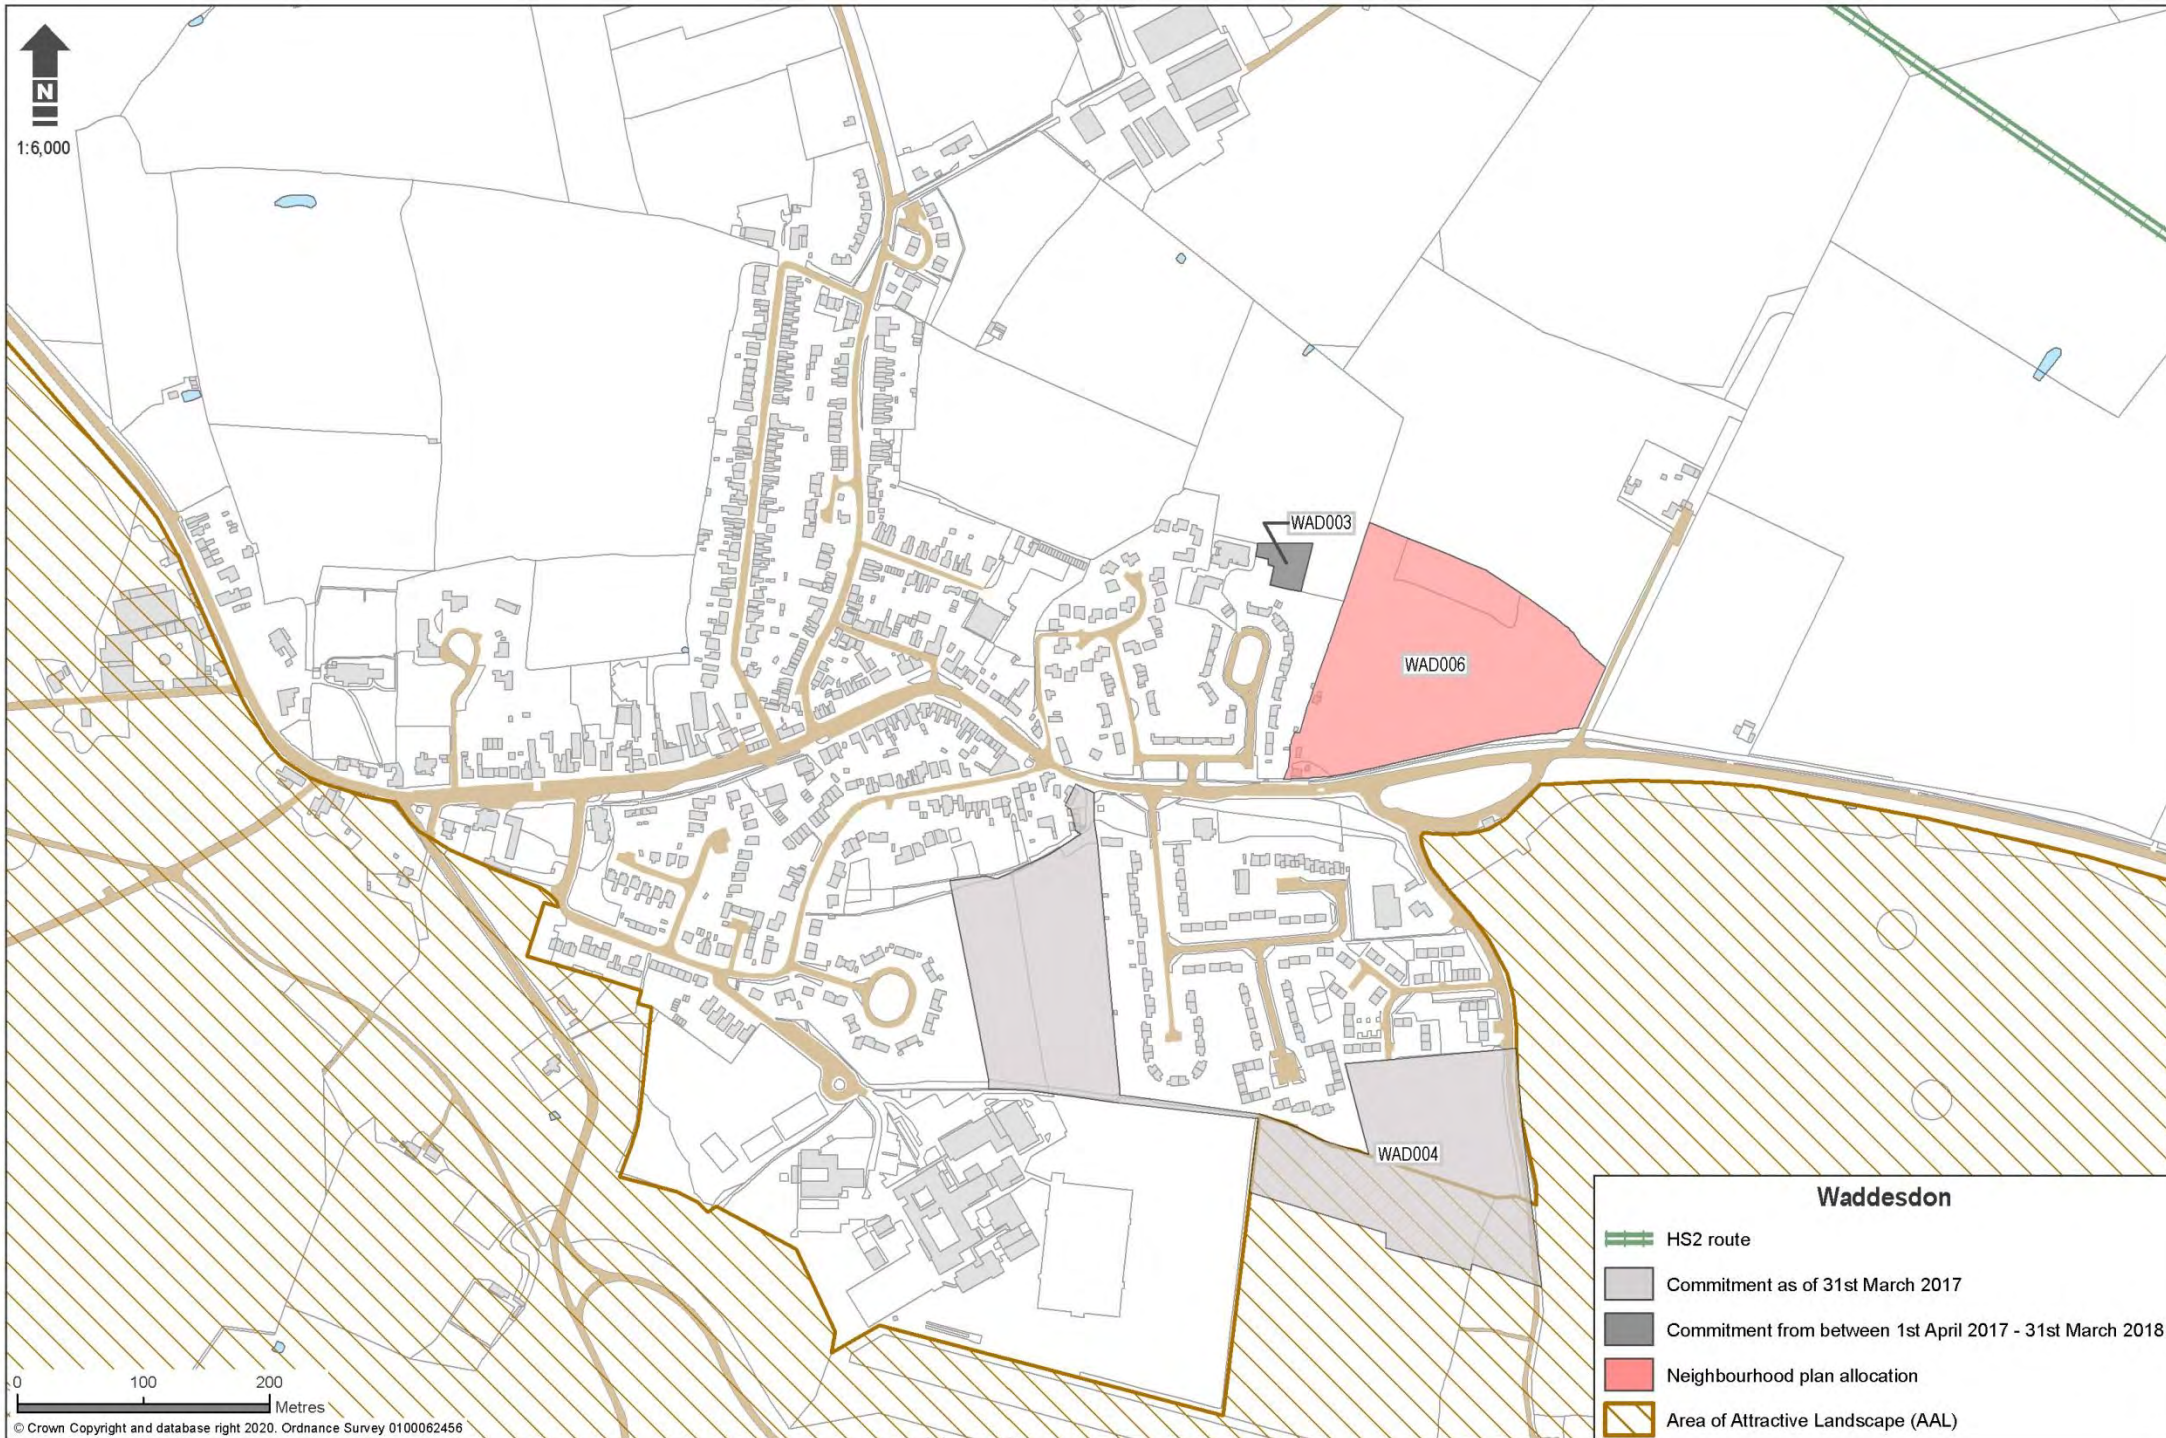 N
1:6,000
WAD003
WAD006
WAD004
Waddesdon
HS2 route
Commitment as of 31st March 2017
Commitment from between 1st April 2017 - 31st March 2018
Neighbourhood plan allocation
Area of Attractive Landscape (AAL)
0 100 200
Metres
© Crown Copyright and database right 2020. Ordnance Survey 0100062456